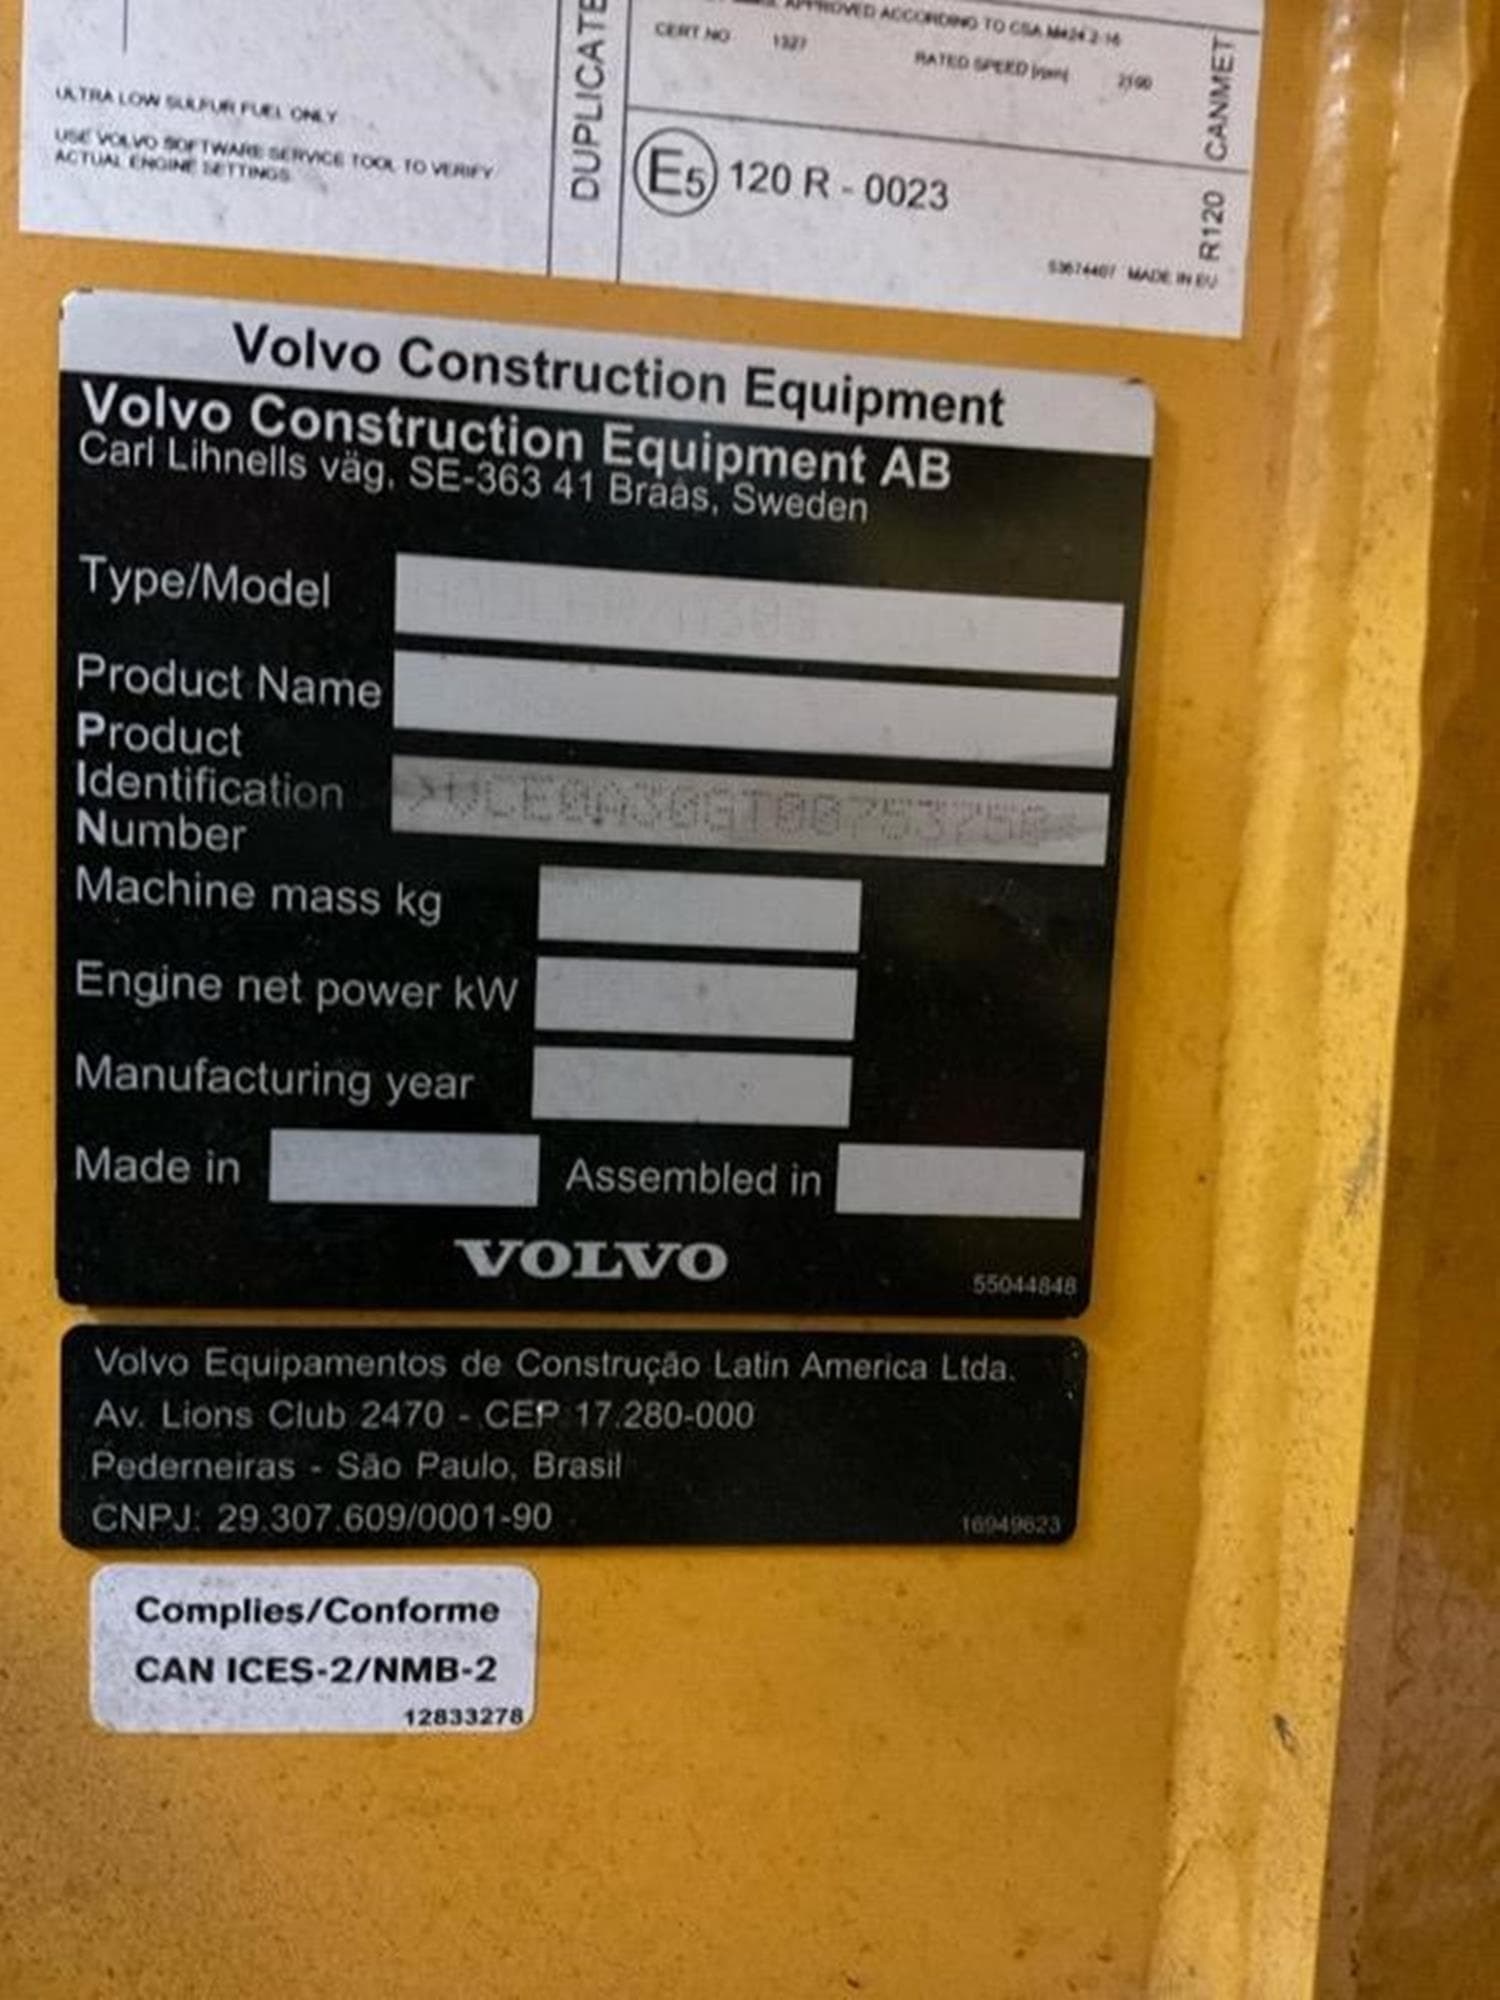 APPROVED ACCORDING TO CSA M424.2-16
CERT NO 1327
RATED SPEED [rpm] 2100
CANMET
ULTRA LOW SULFUR FUEL ONLY
USE VOLVO SOFTWARE SERVICE TOOL TO VERIFY
ACTUAL ENGINE SETTINGS
DUPLICATE
E5 120 R - 0023
R120
53674407 MADE IN EU
Volvo Construction Equipment
Volvo Construction Equipment AB
Carl Lihnells väg, SE-363 41 Braås, Sweden
Type/Model
Product Name
Product
Identification
Number
Machine mass kg
Engine net power kW
Manufacturing year
Made in
Assembled in
VOLVO
55044848
Volvo Equipamentos de Construção Latin America Ltda.
Av. Lions Club 2470 - CEP 17.280-000
Pederneiras - São Paulo, Brasil
CNPJ: 29.307.609/0001-90
16949623
Complies/Conforme
CAN ICES-2/NMB-2
12833278